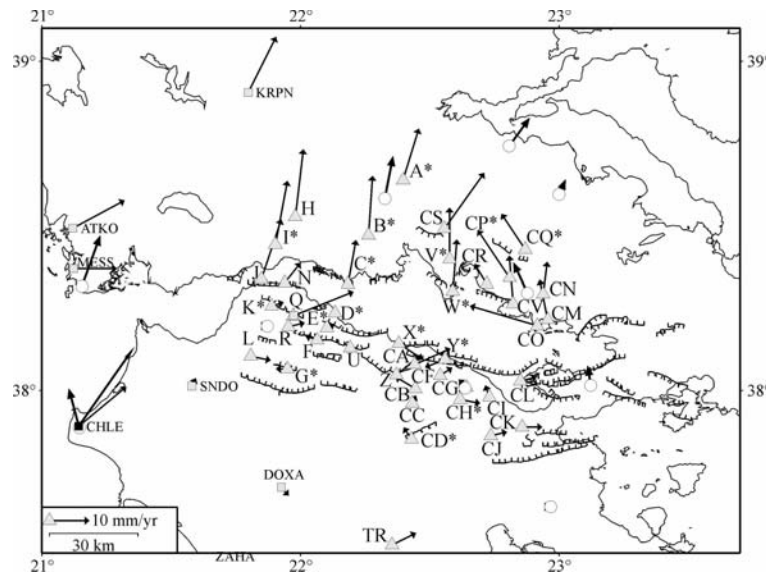 21° 22° 23°
39° 39°
KRPN
A*
H
CS
CP*
B*
CQ*
ATKO
I*
V*
MESS
CR
J N C*
W* CN
K* Q D*
CM
E* CO
R X*
L F U CA Y*
G* Z CF
SNDO CB CG CI CL
38° 38°
CC CH*
CK
CHLE CD* CJ
DOXA
10 mm/yr
30 km TR
ZAHA
21° 22° 23°